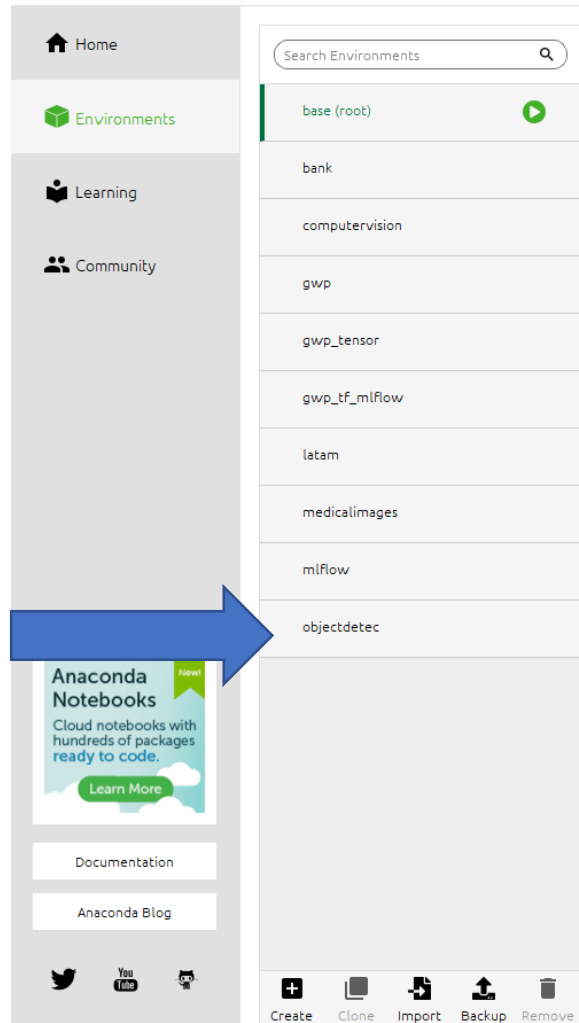 Home
Environments
Learning
Community
Anaconda
Notebooks
New!
Cloud notebooks with
hundreds of packages
ready to code.
Learn More
Documentation
Anaconda Blog
You
Tube
Search Environments
base (root)
bank
computervision
gwp
gwp_tensor
gwp_tf_mlflow
latam
medicalimages
mlflow
objectdetec
Create Clone Import Backup Remove